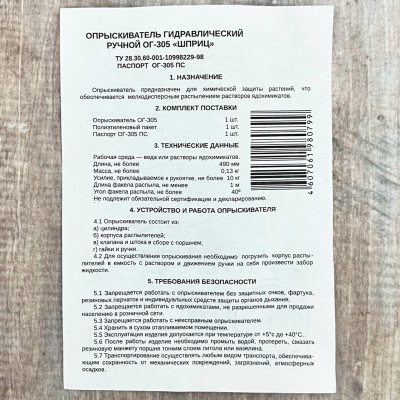 ОПРЫСКИВАТЕЛЬ ГИДРАВЛИЧЕСКИЙ
РУЧНОЙ ОГ-305 «ШПРИЦ»
ТУ 28.30.60-001-10998229-98
ПАСПОРТ ОГ-305 ПС
1. НАЗНАЧЕНИЕ
Опрыскиватель предназначен для химической защиты растений, что
обеспечивается мелкодисперсным распылением растворов ядохимикатов.
2. КОМПЛЕКТ ПОСТАВКИ
Опрыскиватель ОГ-305 1 шт.
Полиэтиленовый пакет 1 шт.
Паспорт ОГ-305 ПС 1 шт.
3. ТЕХНИЧЕСКИЕ ДАННЫЕ
Рабочая среда — вода или растворы ядохимикатов.
Длина, не более 490 мм
Масса, не более 0,13 кг
Усилие, прикладываемое к рукоятке, не более 10 кг
Длина факела распыла, не менее 1 м
Угол факела распыла, не менее 40º
Не подлежит обязательной сертификации и декларированию.
4607061980799
4. УСТРОЙСТВО И РАБОТА ОПРЫСКИВАТЕЛЯ
4.1 Опрыскиватель состоит из:
а) цилиндра;
б) корпуса распылителей;
в) клапана и штока в сборе с поршнем;
г) гайки и ручки.
4.2 Для осуществления опрыскивания необходимо погрузить корпус распы-
лителей в емкость с раствором и движением ручки на себя произвести забор
жидкости.
5. ТРЕБОВАНИЯ БЕЗОПАСНОСТИ
5.1 Запрещается работать с опрыскивателем без защитных очков, фартука,
резиновых перчаток и индивидуальных средств защиты органов дыхания.
5.2 Запрещается работать с ядохимикатами, не разрешенными для продажи
населению в розничной сети.
5.3 Запрещается работать с неисправным опрыскивателем.
5.4 Хранить в сухом отапливаемом помещении.
5.5 Эксплуатация изделия допускается при температуре от +5°с до +40°С.
5.6 После работы изделие необходимо промыть водой, протереть, смазать
резиновую манжету поршня тонким слоем литола или вазелина.
5.7 Транспортирование осуществлять любым видом транспорта, обеспечиваю-
щим сохранность от механических повреждений, загрязнений, атмосферных
осадков.